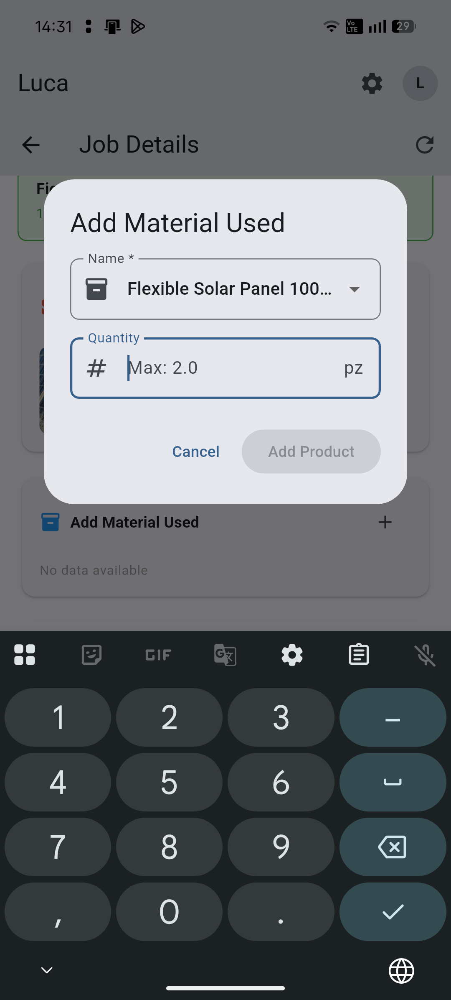 14:31
Vo
LTE
29
Luca
L
Job Details
1
Add Material Used
Name *
Flexible Solar Panel 100...
Quantity
# Max: 2.0 pz
Cancel
Add Product
Add Material Used
+
No data available
GIF
G
1 2 3 –
4 5 6
7 8 9
, 0 .